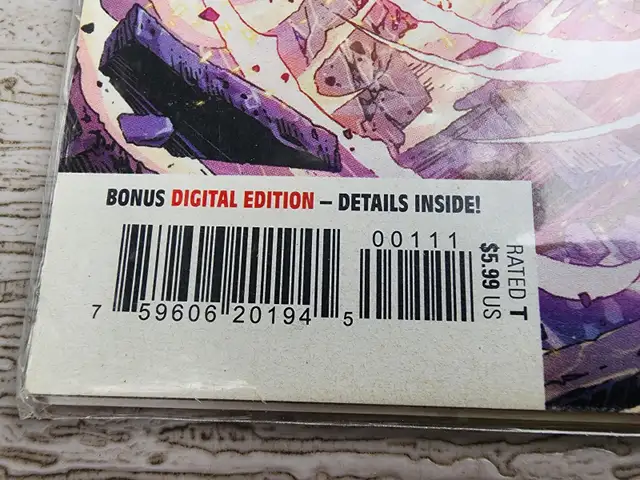 BONUS DIGITAL EDITION – DETAILS INSIDE!
00111
7 59606 20194 5
RATED T
$5.99 US